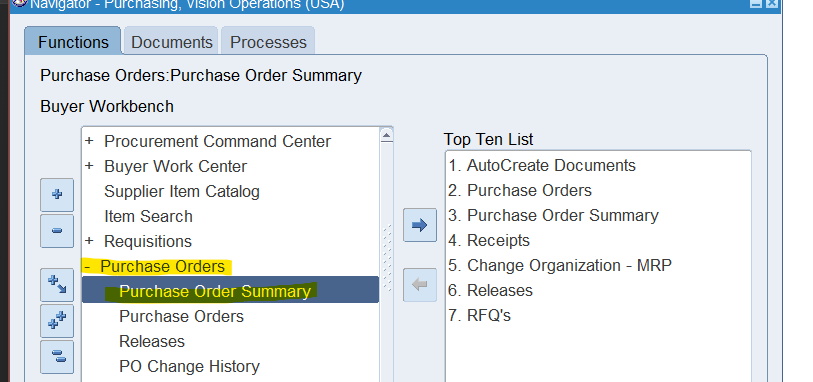 Navigator - Purchasing, Vision Operations (USA)
Functions
Documents
Processes
Purchase Orders:Purchase Order Summary
Buyer Workbench
+ Procurement Command Center
+ Buyer Work Center
Supplier Item Catalog
Item Search
+ Requisitions
- Purchase Orders
Purchase Order Summary
Purchase Orders
Releases
PO Change History
Top Ten List
1. AutoCreate Documents
2. Purchase Orders
3. Purchase Order Summary
4. Receipts
5. Change Organization - MRP
6. Releases
7. RFQ's